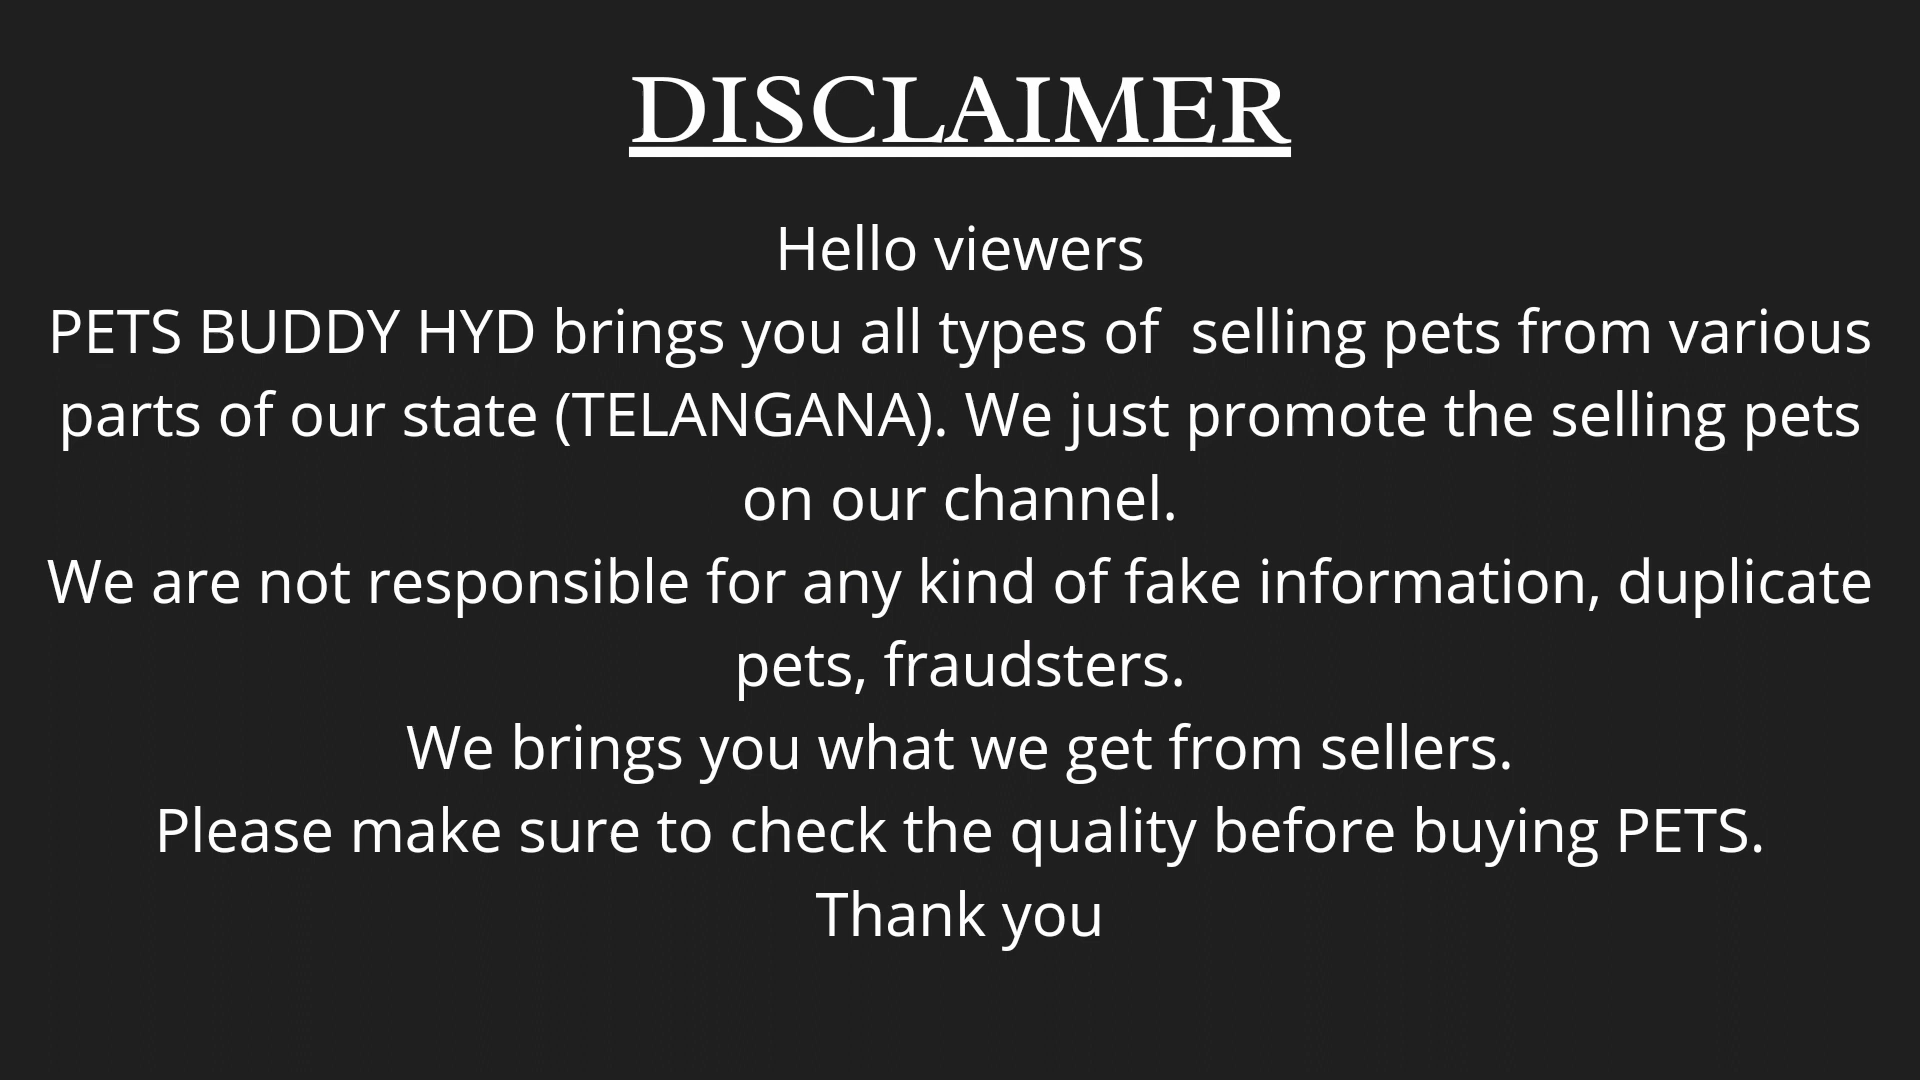 DISCLAIMER
Hello viewers
PETS BUDDY HYD brings you all types of  selling pets from various
parts of our state (TELANGANA). We just promote the selling pets
on our channel.
We are not responsible for any kind of fake information, duplicate
pets, fraudsters.
We brings you what we get from sellers.
Please make sure to check the quality before buying PETS.
Thank you